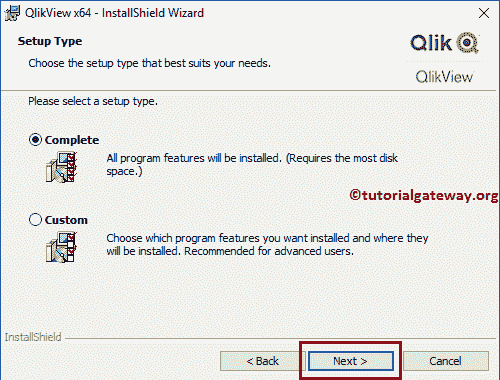 QlikView x64 - InstallShield Wizard
Setup Type
Choose the setup type that best suits your needs.
Qlik
QlikView
Please select a setup type.
Complete
All program features will be installed. (Requires the most disk
space.)
©tutorialgateway.org
Custom
Choose which program features you want installed and where they
will be installed. Recommended for advanced users.
InstallShield
< Back
Next >
Cancel